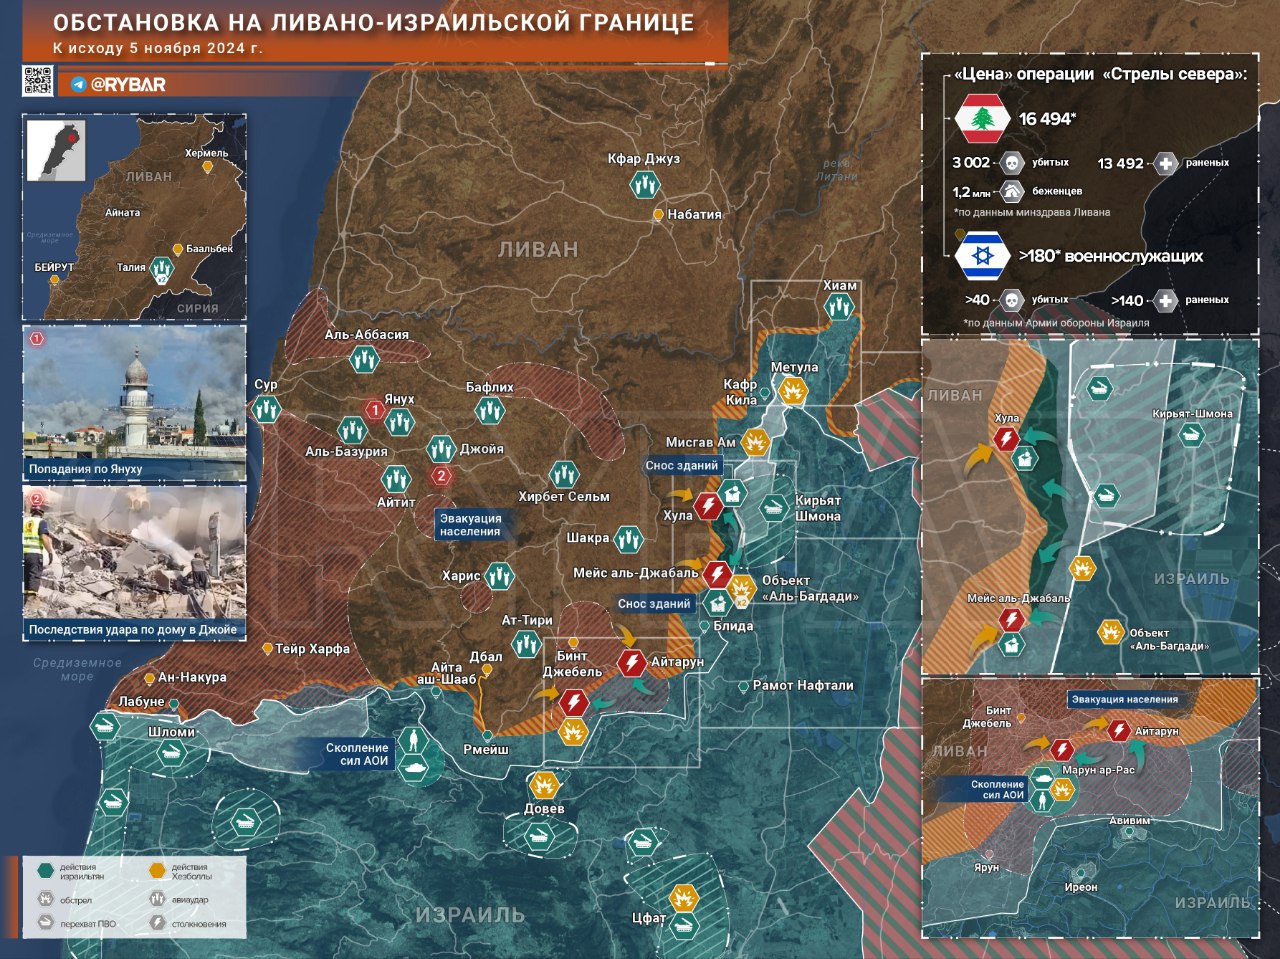 ОБСТАНОВКА НА ЛИВАНО-ИЗРАИЛЬСКОЙ ГРАНИЦЕ
К исходу 5 ноября 2024 г.
@RYBAR
Хермель
ЛИВАН
Айната
Средиземное
море
Баальбек
БЕЙРУТ
Талия
x2
СИРИЯ
1
Попадания по Януху
2
Последствия удара по дому в Джойе
Средиземное
море
«Цена» операции «Стрелы севера»:
16 494*
3 002
убитых
13 492
раненых
1,2 млн
беженцев
*по данным минздрава Ливана
>180* военнослужащих
>40
убитых
>140
раненых
*по данным Армии обороны Израиля
Кфар Джуз
река
Литани
Набатия
ЛИВАН
Хиам
Аль-Аббасия
Метула
Сур
Бафлих
Кафр
Кила
Янух
1
Мисгав Ам
Аль-Базурия
Джойя
Снос зданий
2
Айтит
Хирбет Сельм
Кирьят
Шмона
Хула
Эвакуация
населения
Шакра
Харис
Мейс аль-Джабаль
Объект
«Аль-Багдади»
x2
Снос зданий
Ат-Тири
Блида
Тейр Харфа
Дбал
Бинт
Джебель
Айтарун
Айта
аш-Шааб
Ан-Накура
Рамот Нафтали
Лабуне
Шломи
Скопление
сил АОИ
Рмейш
Довев
ИЗРАИЛЬ
Цфат
ЛИВАН
Хула
Кирьят-Шмона
ИЗРАИЛЬ
Мейс аль-Джабаль
Объект
«Аль-Багдади»
Эвакуация населения
Бинт
Джебель
Айтарун
ЛИВАН
Марун ар-Рас
Скопление
сил АОИ
Авивим
Ярун
Иреон
ИЗРАИЛЬ
действия
израильтян
действия
Хезболлы
обстрел
авиаудар
перехват ПВО
столкновения